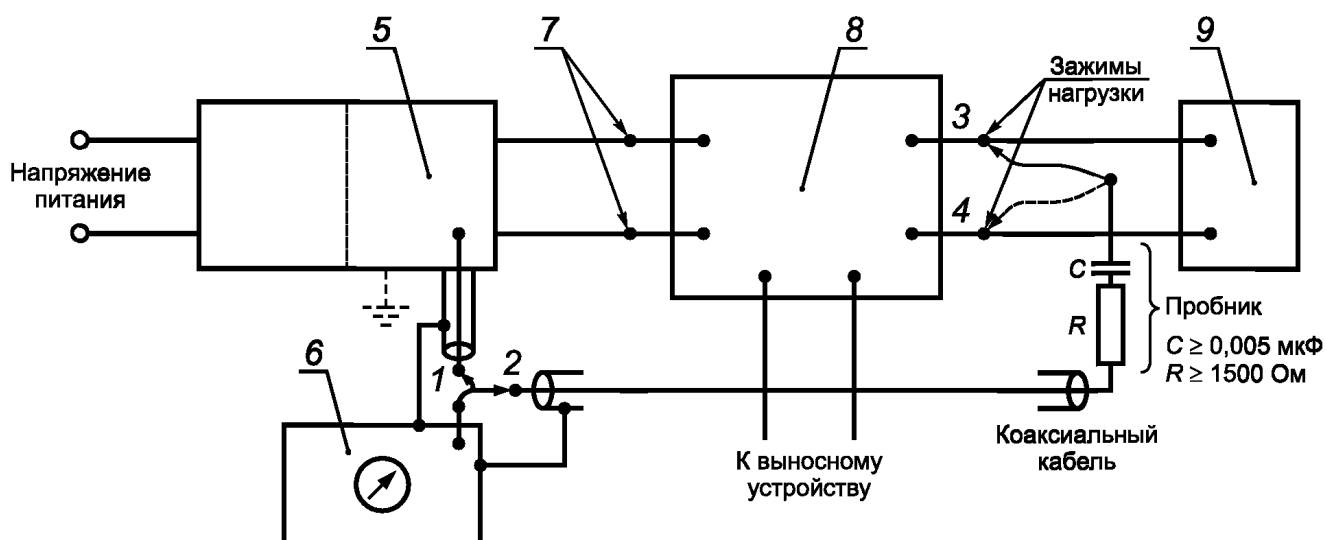 5
7
8
9
Зажимы
нагрузки
3
Напряжение
питания
4
C
Пробник
R
C ≥ 0,005 мкФ
R ≥ 1500 Ом
6
1
2
К выносному
устройству
Коаксиальный
кабель